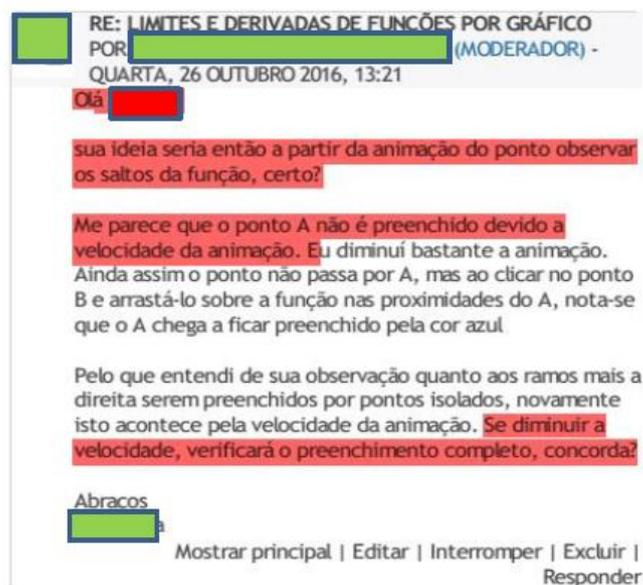 RE: LIMITES E DERIVADAS DE FUNÇÕES POR GRÁFICO
POR (MODERADOR) -
QUARTA, 26 OUTUBRO 2016, 13:21
Olá
sua ideia seria então a partir da animação do ponto observar
os saltos da função, certo?
Me parece que o ponto A não é preenchido devido a
velocidade da animação. Eu diminuí bastante a animação.
Ainda assim o ponto não passa por A, mas ao clicar no ponto
B e arrastá-lo sobre a função nas proximidades do A, nota-se
que o A chega a ficar preenchido pela cor azul
Pelo que entendi de sua observação quanto aos ramos mais a
direita serem preenchidos por pontos isolados, novamente
isto acontece pela velocidade da animação. Se diminuir a
velocidade, verificará o preenchimento completo, concorda?
Abraços
a
Mostrar principal | Editar | Interromper | Excluir |
Responder